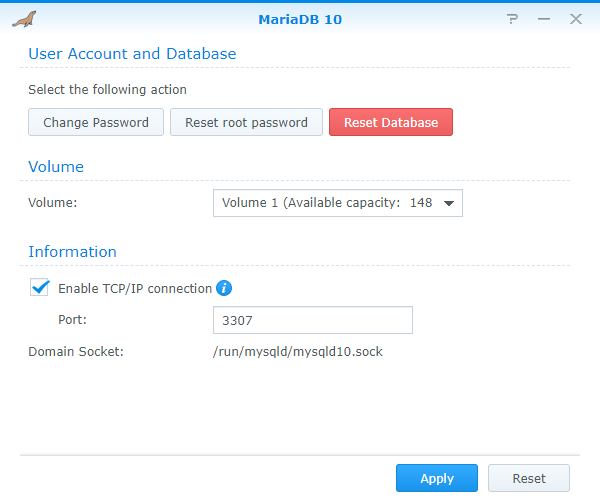 MariaDB 10
User Account and Database
Select the following action
Change Password Reset root password Reset Database
Volume
Volume: Volume 1 (Available capacity: 148
Information
Enable TCP/IP connection
Port: 3307
Domain Socket: /run/mysqld/mysqld10.sock
Apply Reset